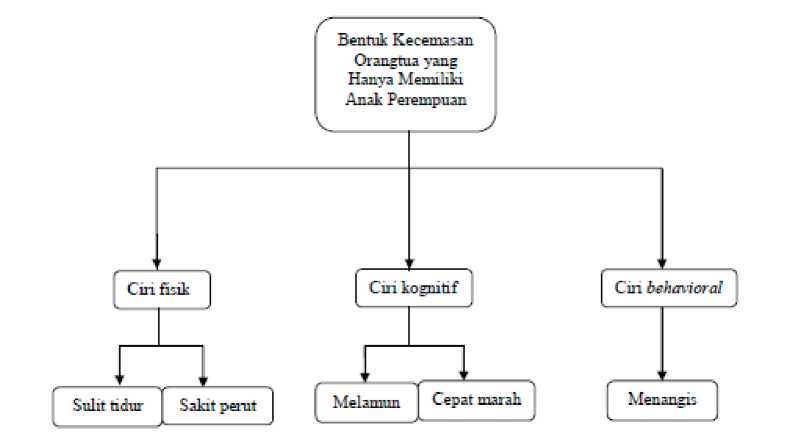 Bentuk Kecemasan
Orangtua yang
Hanya Memiliki
Anak Perempuan
Ciri fisik
Ciri kognitif
Ciri behavioral
Sulit tidur
Sakit perut
Melamun
Cepat marah
Menangis